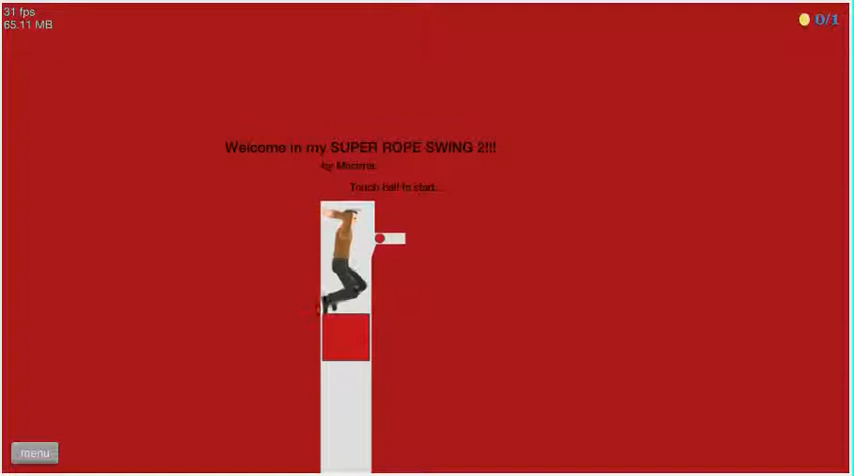 31 fps
65.11 MB
0/1
Welcome in my SUPER ROPE SWING 2!!!
by
Touch ball to start...
menu